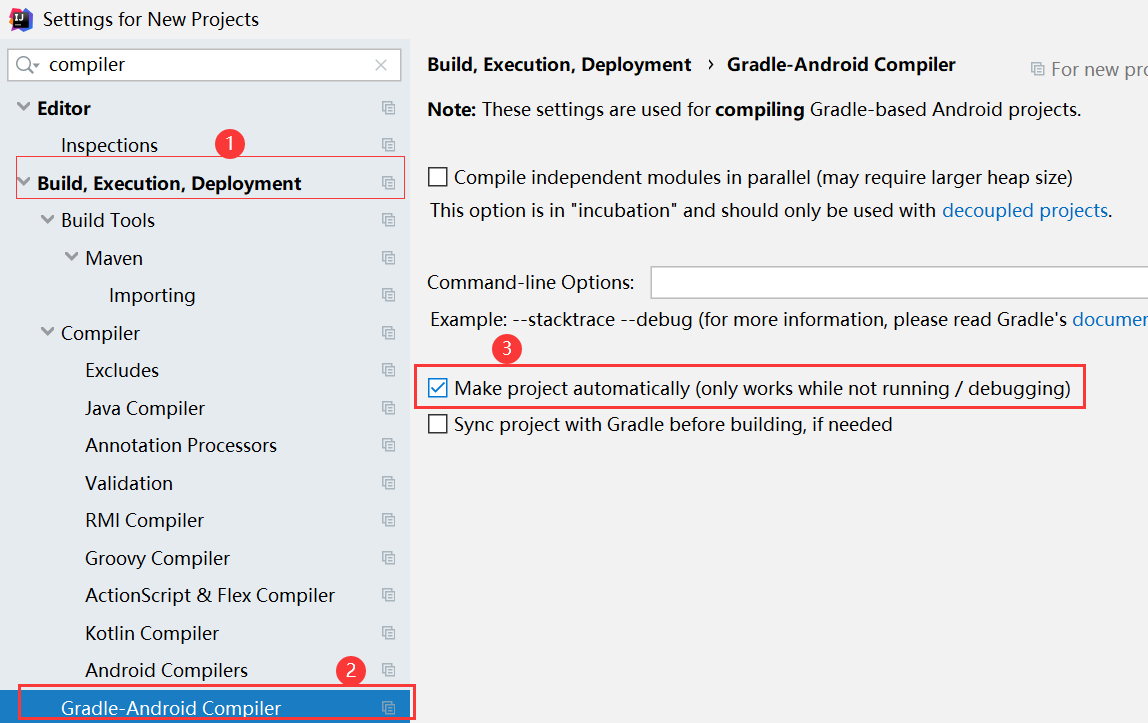 Settings for New Projects
compiler
Editor
Inspections
1
Build, Execution, Deployment
Build Tools
Maven
Importing
Compiler
Excludes
Java Compiler
Annotation Processors
Validation
RMI Compiler
Groovy Compiler
ActionScript & Flex Compiler
Kotlin Compiler
Android Compilers
2
Gradle-Android Compiler
Build, Execution, Deployment › Gradle-Android Compiler
For new pro
Note: These settings are used for compiling Gradle-based Android projects.
Compile independent modules in parallel (may require larger heap size)
This option is in "incubation" and should only be used with decoupled projects.
Command-line Options:
Example: --stacktrace --debug (for more information, please read Gradle's documen
3
Make project automatically (only works while not running / debugging)
Sync project with Gradle before building, if needed